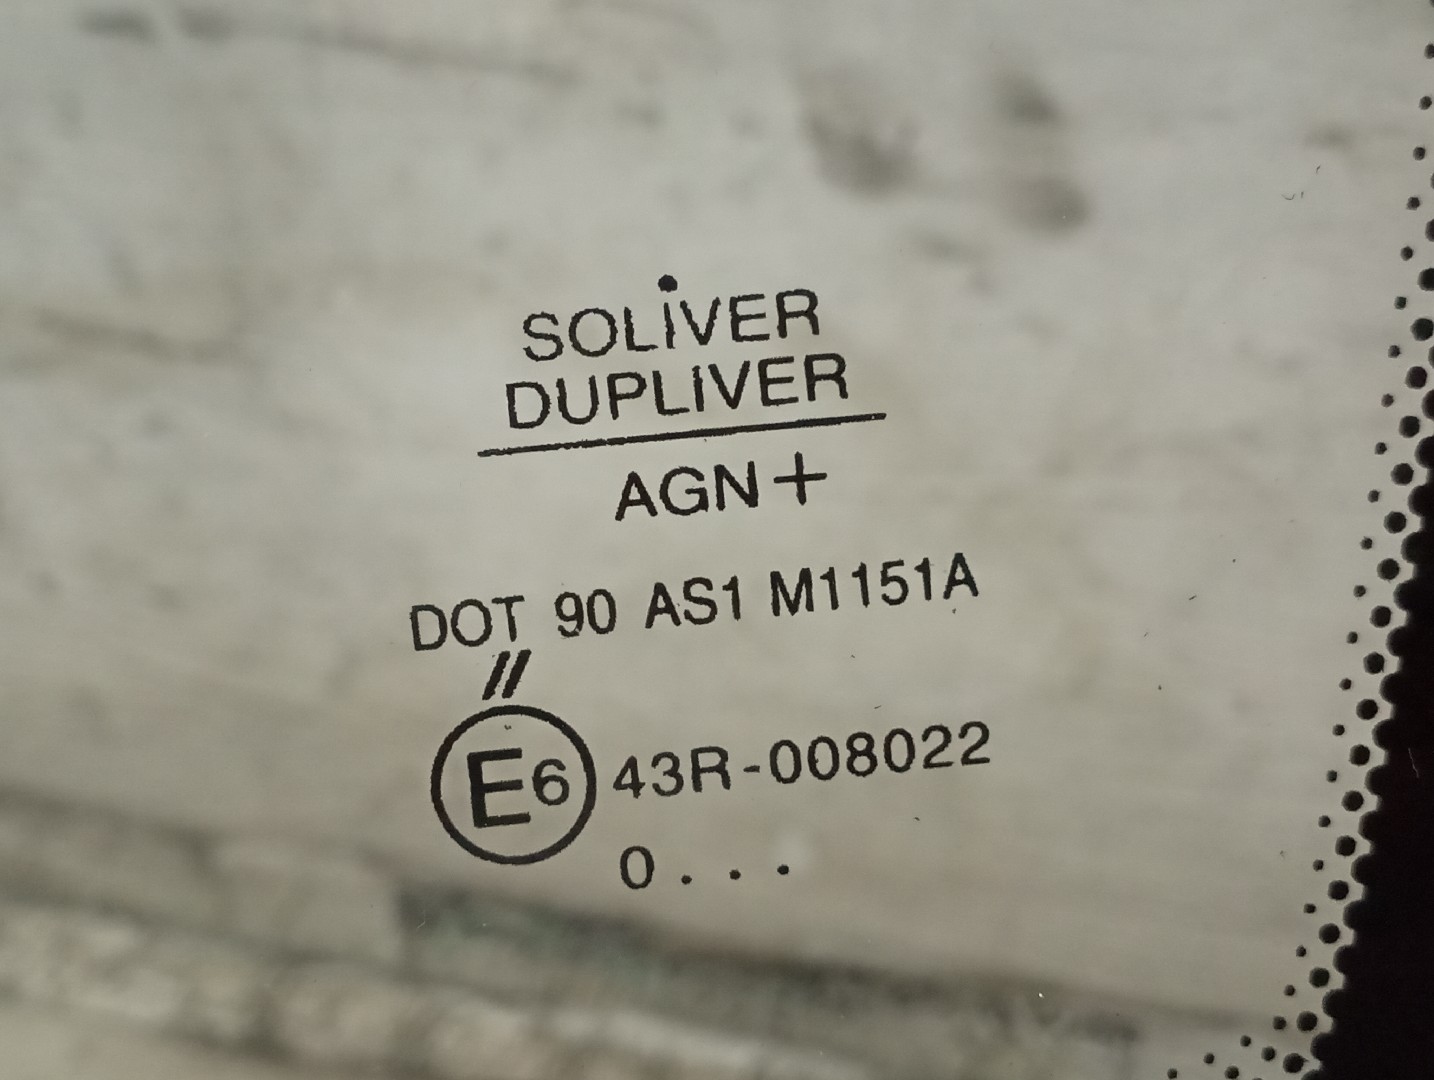 SOLIVER
DUPLIVER
AGN+
DOT 90 AS1 M1151A
//
E6 43R-008022
0...